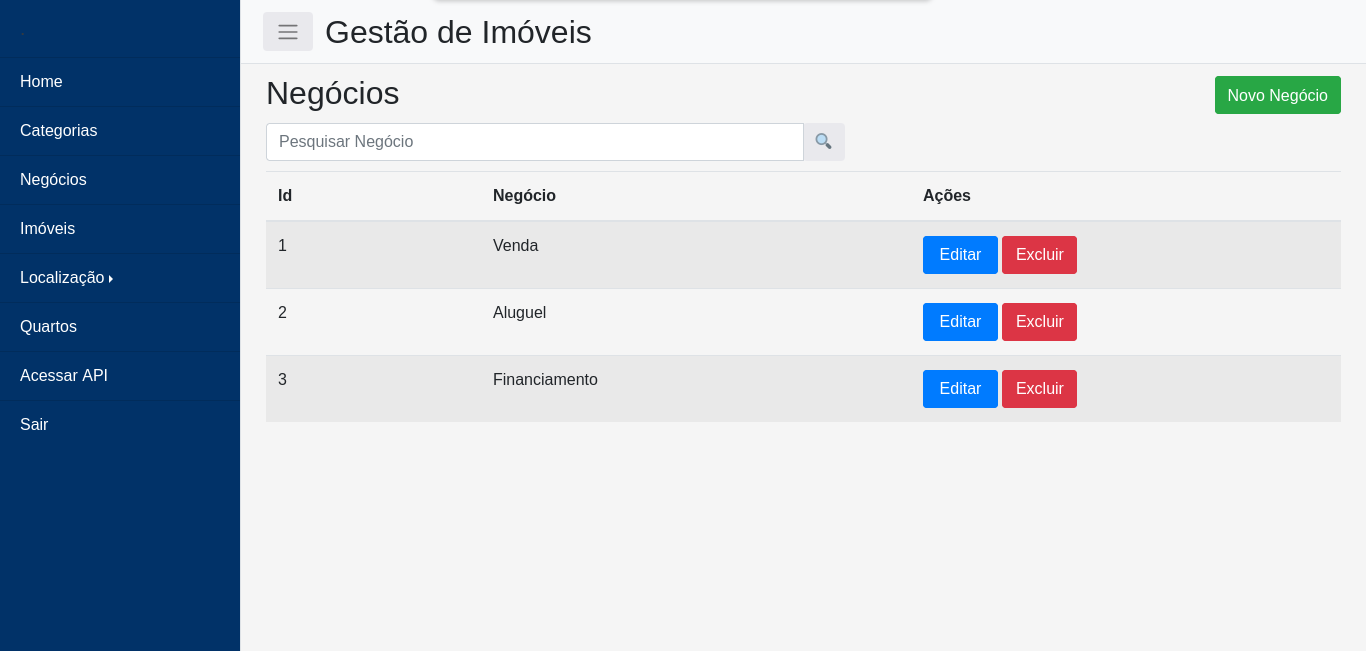 Gestão de Imóveis
Home
Categorias
Negócios
Imóveis
Localização
Quartos
Acessar API
Sair
Negócios
Novo Negócio
Pesquisar Negócio
Id Negócio Ações
1 Venda Editar Excluir
2 Aluguel Editar Excluir
3 Financiamento Editar Excluir